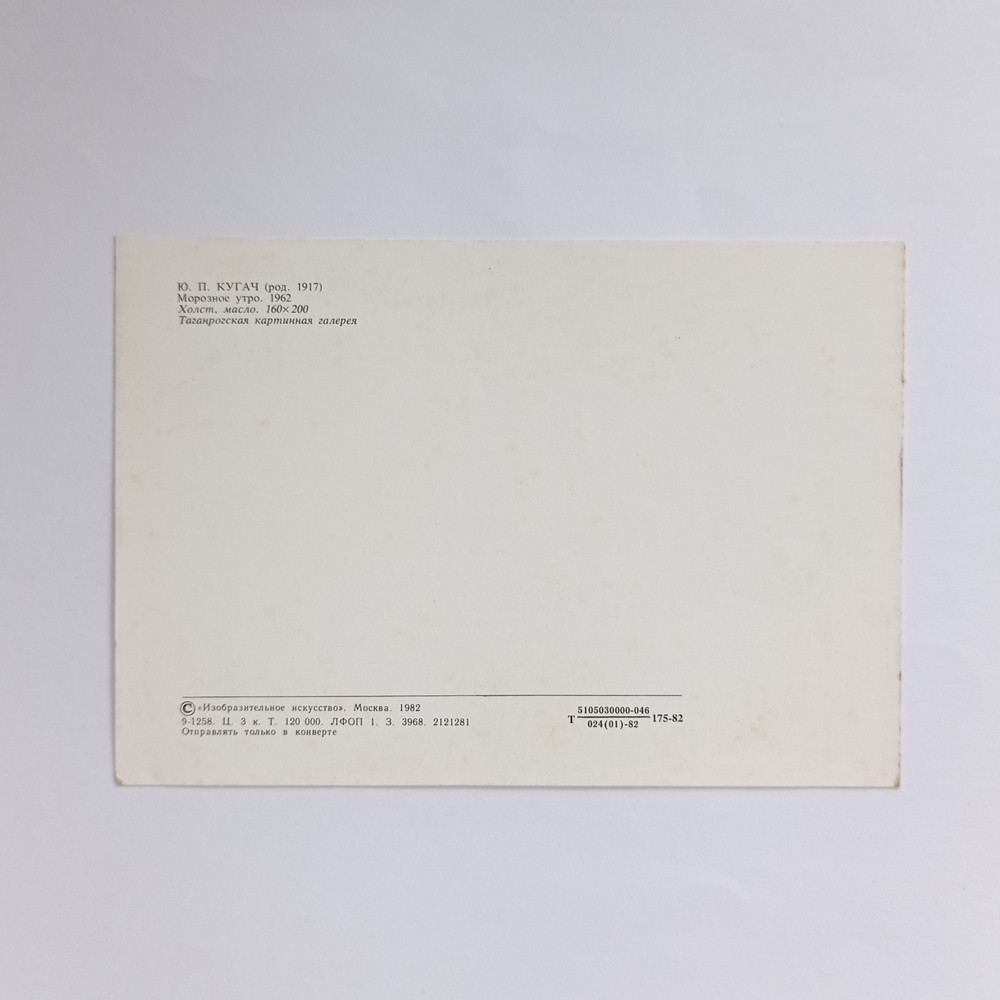 Ю. П. КУГАЧ (род. 1917)
Морозное утро. 1962
Холст, масло. 160×200
Таганрогская картинная галерея
© «Изобразительное искусство». Москва. 1982
9-1258. Ц. 3 к. Т. 120 000. ЛФОП 1. З. 3968. 2121281
Отправлять только в конверте
5105030000-046
Т 175-82
024(01)-82